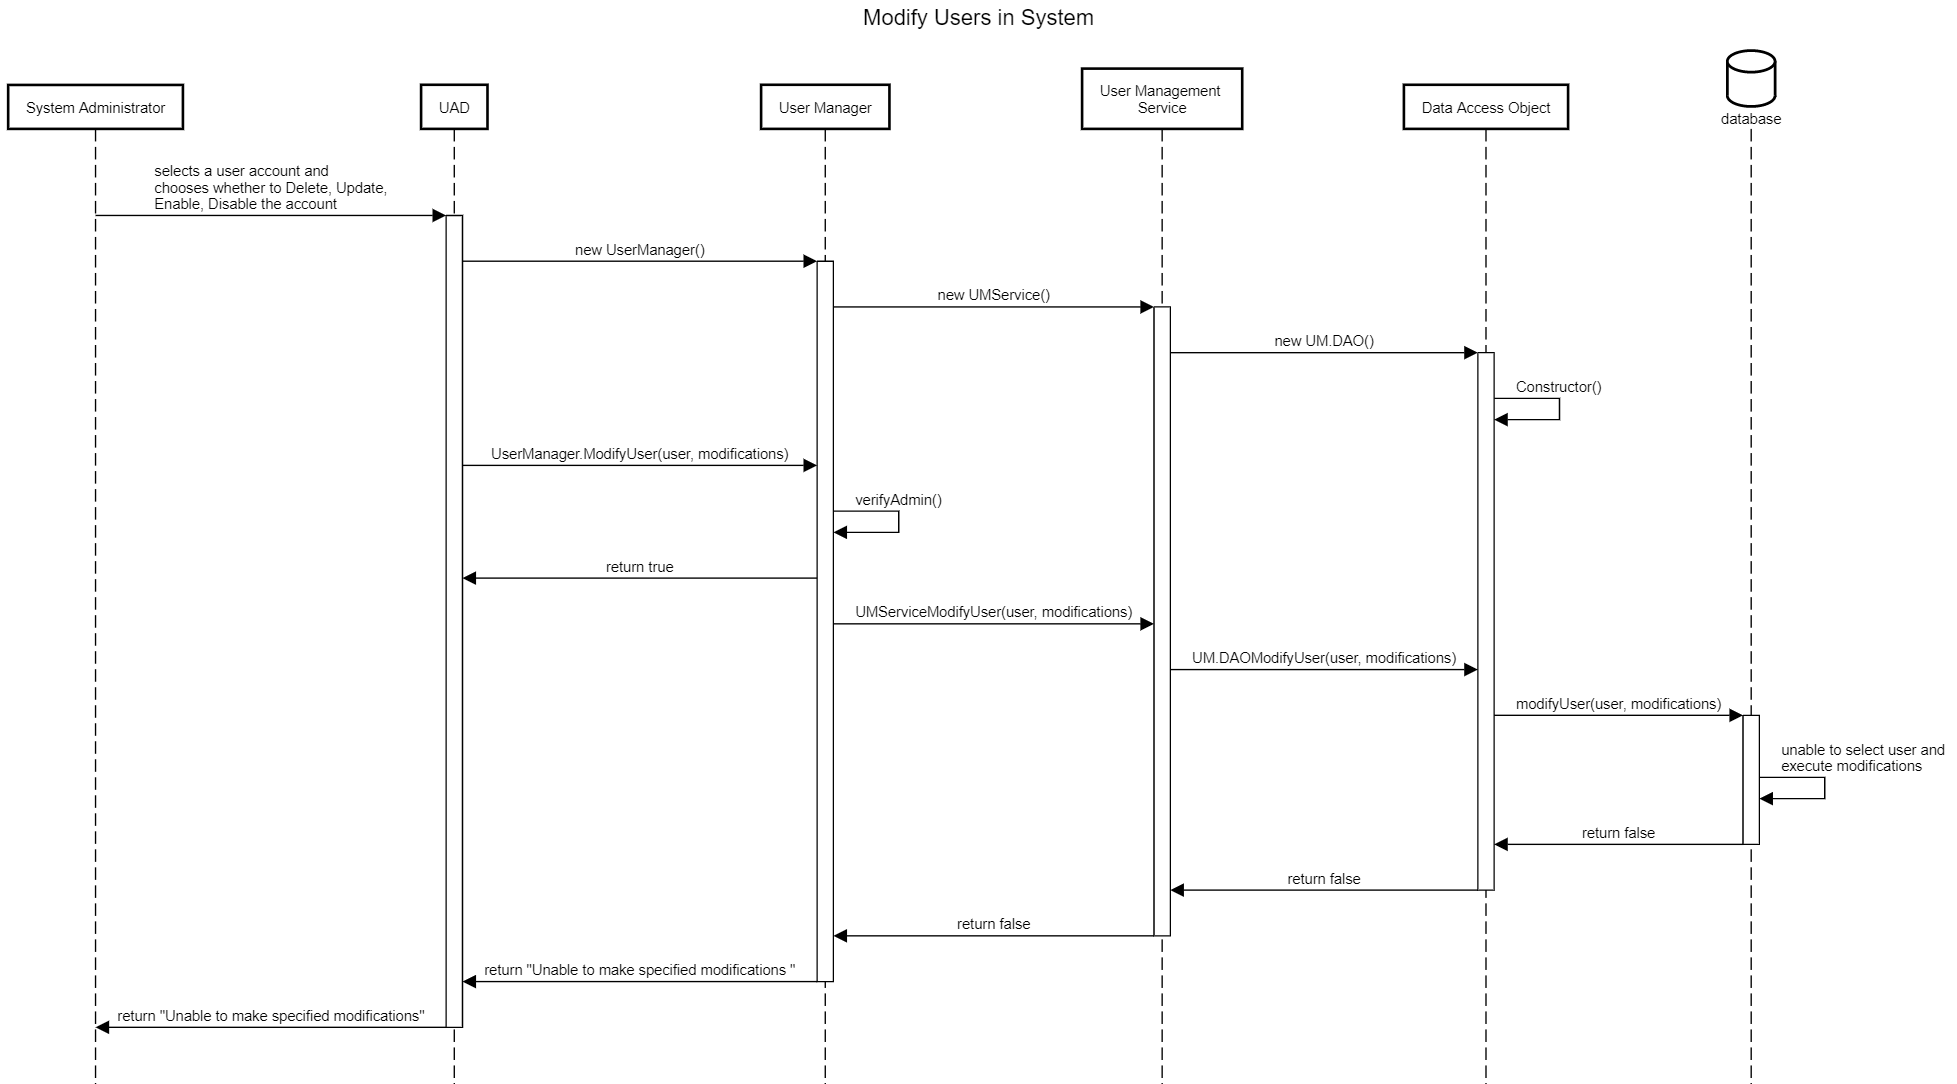 Modify Users in System
System Administrator
UAD
User Manager
User Management
Service
Data Access Object
database
selects a user account and
chooses whether to Delete, Update,
Enable, Disable the account
new UserManager()
new UMService()
new UM.DAO()
Constructor()
UserManager.ModifyUser(user, modifications)
verifyAdmin()
return true
UMServiceModifyUser(user, modifications)
UM.DAOModifyUser(user, modifications)
modifyUser(user, modifications)
unable to select user and
execute modifications
return false
return false
return false
return "Unable to make specified modifications "
return "Unable to make specified modifications"